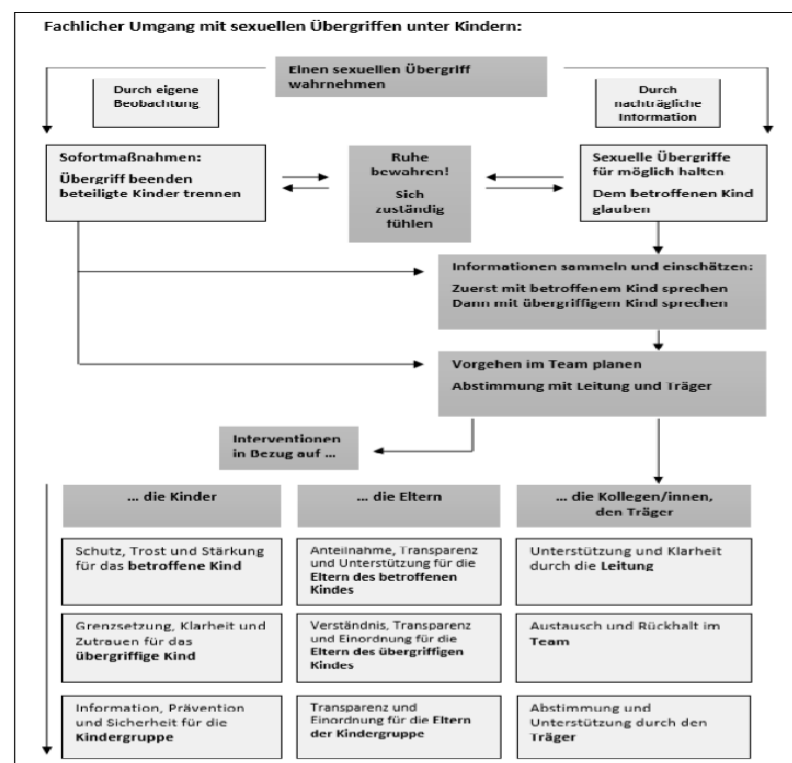 Fachlicher Umgang mit sexuellen Übergriffen unter Kindern:
Einen sexuellen Übergriff
wahrnehmen
Durch eigene
Beobachtung
Durch
nachträgliche
Information
Sofortmaßnahmen:
Übergriff beenden
beteiligte Kinder trennen
Ruhe
bewahren!
Sich
zuständig
fühlen
Sexuelle Übergriffe
für möglich halten
Dem betroffenen Kind
glauben
Informationen sammeln und einschätzen:
Zuerst mit betroffenem Kind sprechen
Dann mit übergriffigem Kind sprechen
Vorgehen im Team planen
Abstimmung mit Leitung und Träger
Interventionen
in Bezug auf ...
... die Kinder
... die Eltern
... die Kollegen/innen,
den Träger
Schutz, Trost und Stärkung
für das betroffene Kind
Anteilnahme, Transparenz
und Unterstützung für die
Eltern des betroffenen
Kindes
Unterstützung und Klarheit
durch die Leitung
Grenzsetzung, Klarheit und
Zutrauen für das
übergriffige Kind
Verständnis, Transparenz
und Einordnung für die
Eltern des übergriffigen
Kindes
Austausch und Rückhalt im
Team
Information, Prävention
und Sicherheit für die
Kindergruppe
Transparenz und
Einordnung für die Eltern
der Kindergruppe
Abstimmung und
Unterstützung durch den
Träger